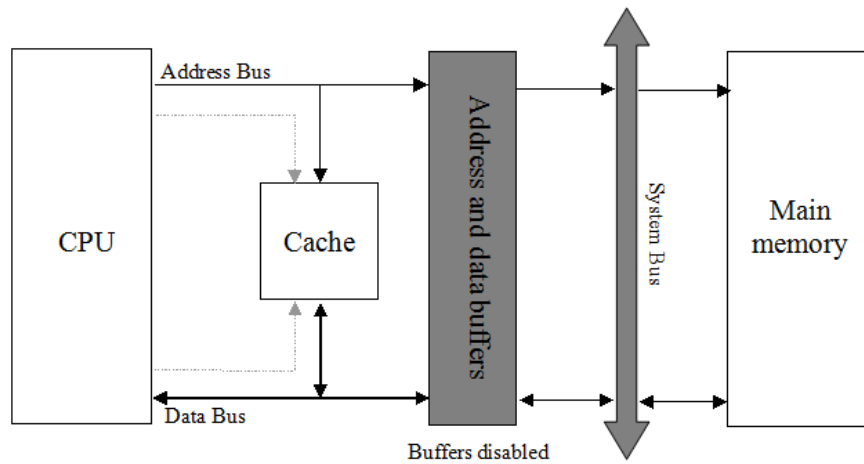 Address Bus
CPU
Cache
Address and data buffers
System Bus
Main
memory
Data Bus
Buffers disabled